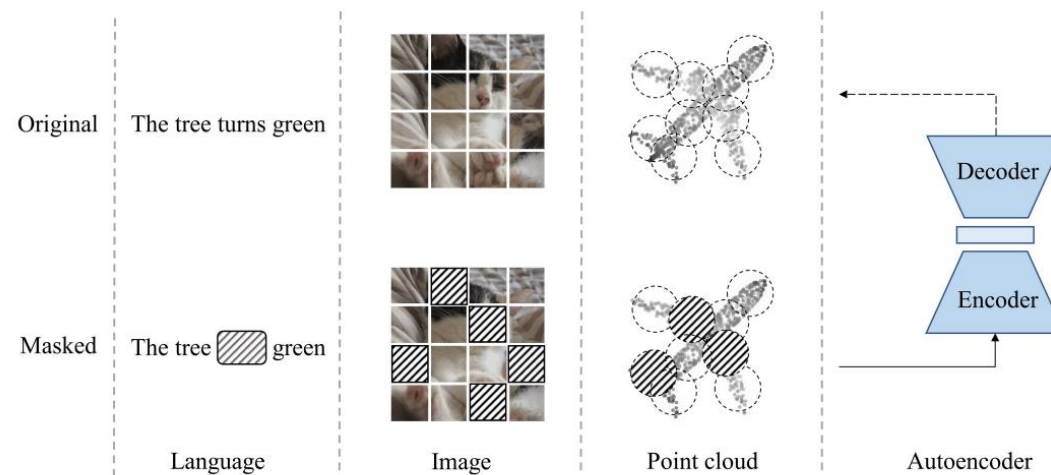 Original
The tree turns green
Decoder
Encoder
Masked
The tree green
Language
Image
Point cloud
Autoencoder